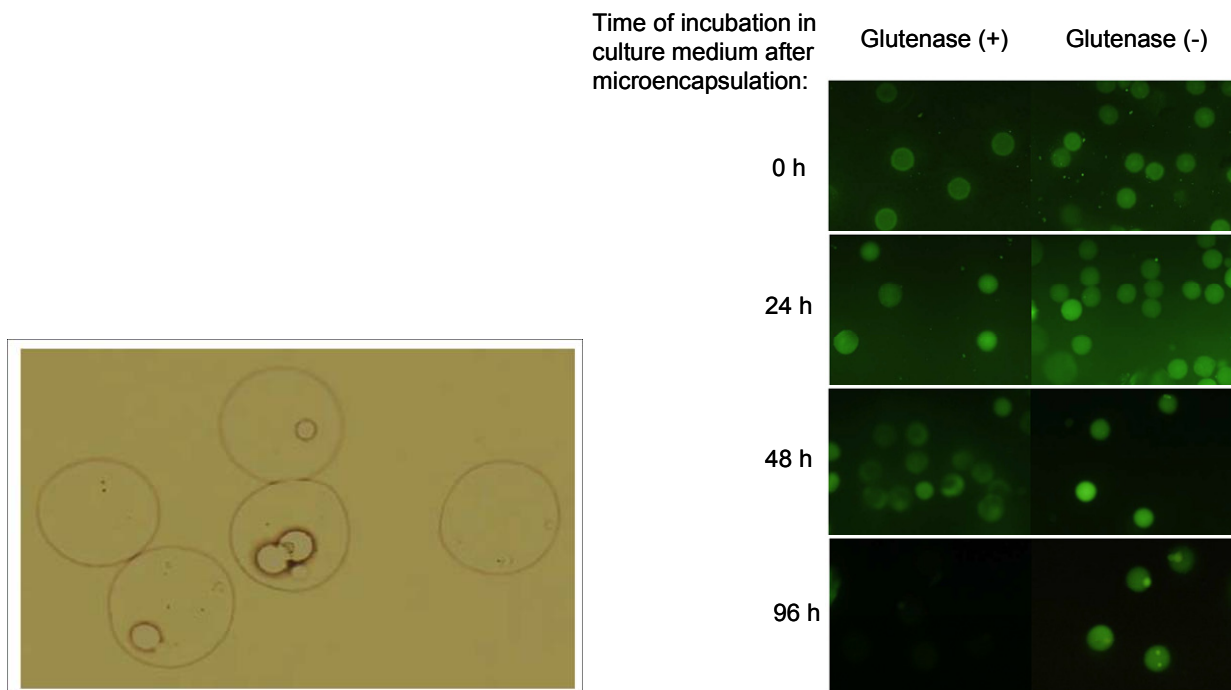 Time of incubation in
culture medium after
microencapsulation:
Glutenase (+)
Glutenase (-)
0 h
24 h
48 h
96 h